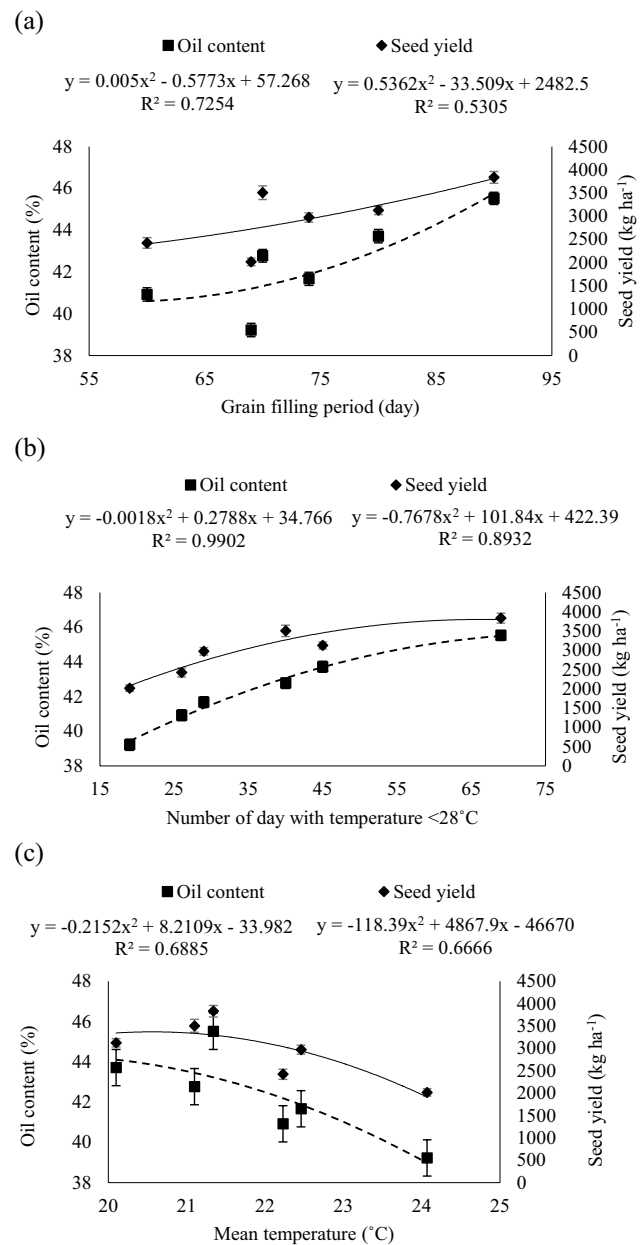 (a)
Oil content Seed yield
y = 0.005x² - 0.5773x + 57.268 y = 0.5362x² - 33.509x + 2482.5
R² = 0.7254 R² = 0.5305
48 4500
4000
46 3500
3000
44 2500
42 2000
1500
40 1000
500
38 0
55 65 75 85 95
Oil content (%)
Seed yield (kg ha⁻¹)
Grain filling period (day)
(b)
Oil content Seed yield
y = -0.0018x² + 0.2788x + 34.766 y = -0.7678x² + 101.84x + 422.39
R² = 0.9902 R² = 0.8932
48 4500
4000
46 3500
3000
44 2500
42 2000
1500
40 1000
500
38 0
15 25 35 45 55 65 75
Oil content (%)
Seed yield (kg ha⁻¹)
Number of day with temperature <28˚C
(c)
Oil content Seed yield
y = -0.2152x² + 8.2109x - 33.982 y = -118.39x² + 4867.9x - 46670
R² = 0.6885 R² = 0.6666
48 4500
4000
46 3500
3000
44 2500
42 2000
1500
40 1000
500
38 0
20 21 22 23 24 25
Oil content (%)
Seed yield (kg ha⁻¹)
Mean temperature (˚C)